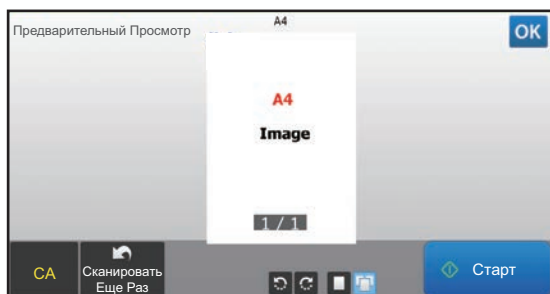 Предварительный Просмотр
A4
OK
A4
Image
1 / 1
CA
Сканировать
Еще Раз
Старт